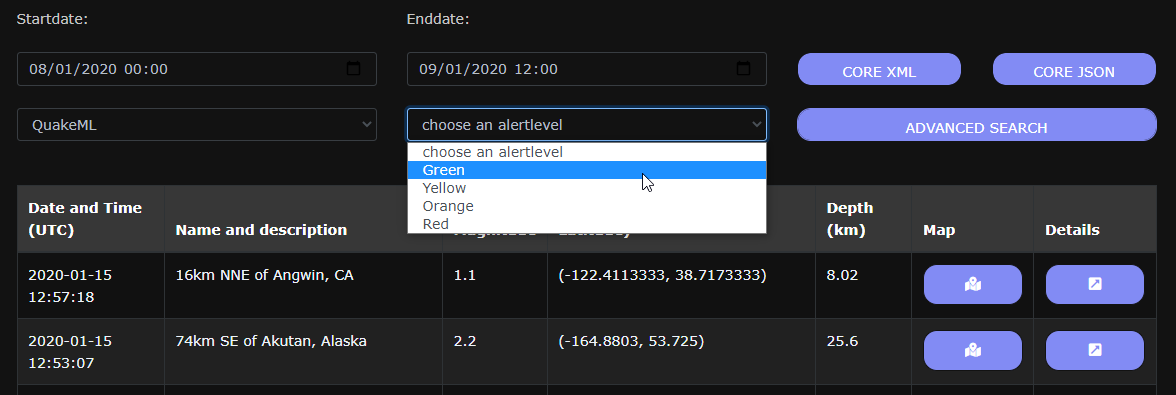 Startdate:
Enddate:
08/01/2020 00:00
09/01/2020 12:00
CORE XML
CORE JSON
QuakeML
choose an alertlevel
ADVANCED SEARCH
choose an alertlevel
Green
Yellow
Orange
Red
Date and Time
(UTC)
Name and description
Depth
(km)
Map
Details
2020-01-15
12:57:18
16km NNE of Angwin, CA
1.1
(-122.4113333, 38.7173333)
8.02
2020-01-15
12:53:07
74km SE of Akutan, Alaska
2.2
(-164.8803, 53.725)
25.6